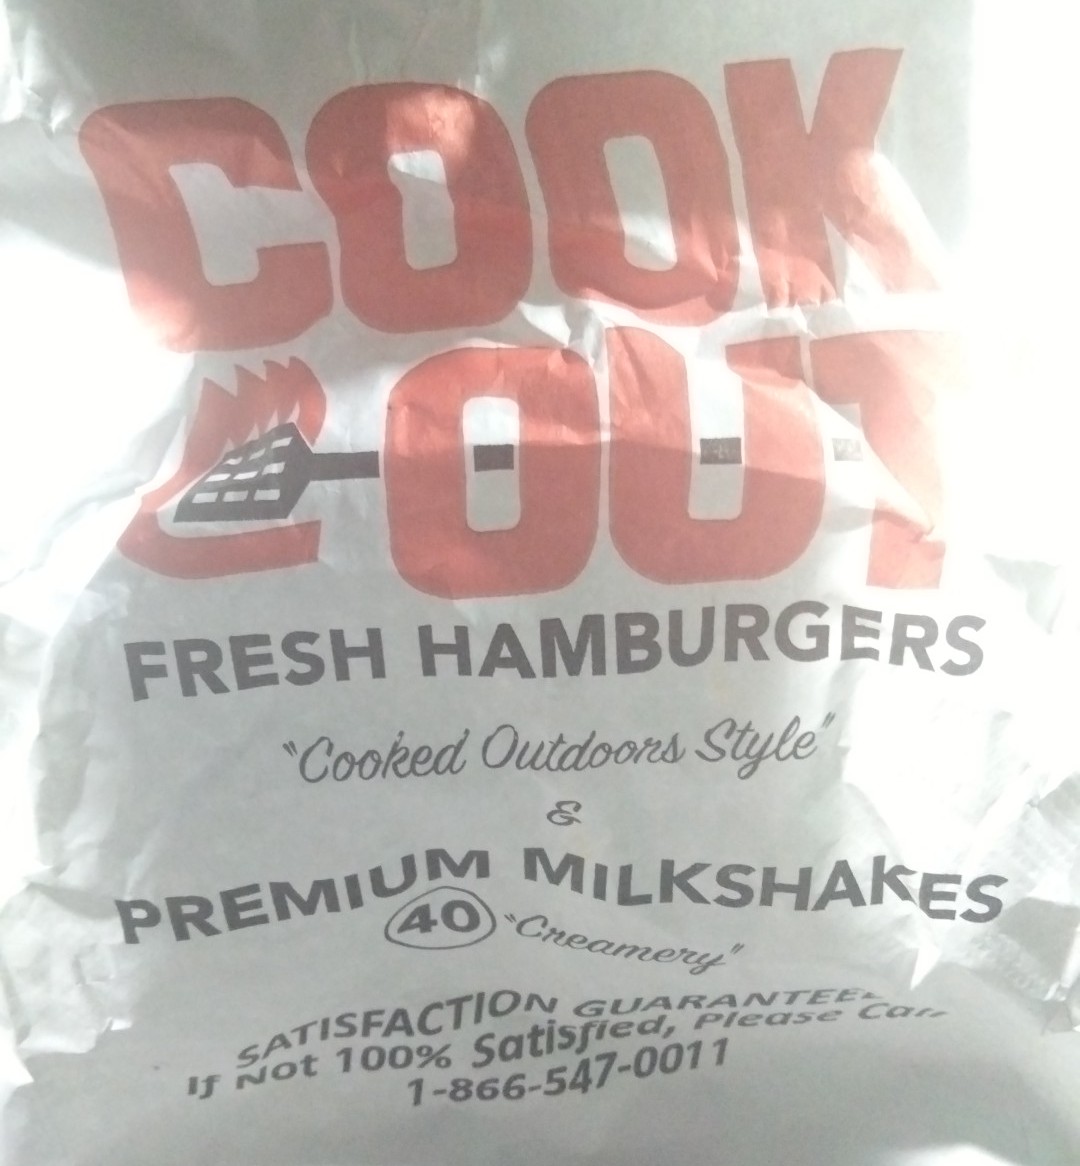 COOK
OUT
FRESH HAMBURGERS
"Cooked Outdoors Style"
&
PREMIUM MILKSHAKES
40 "Creamery"
SATISFACTION GUARANTEED
If Not 100% Satisfied, Please Call
1-866-547-0011